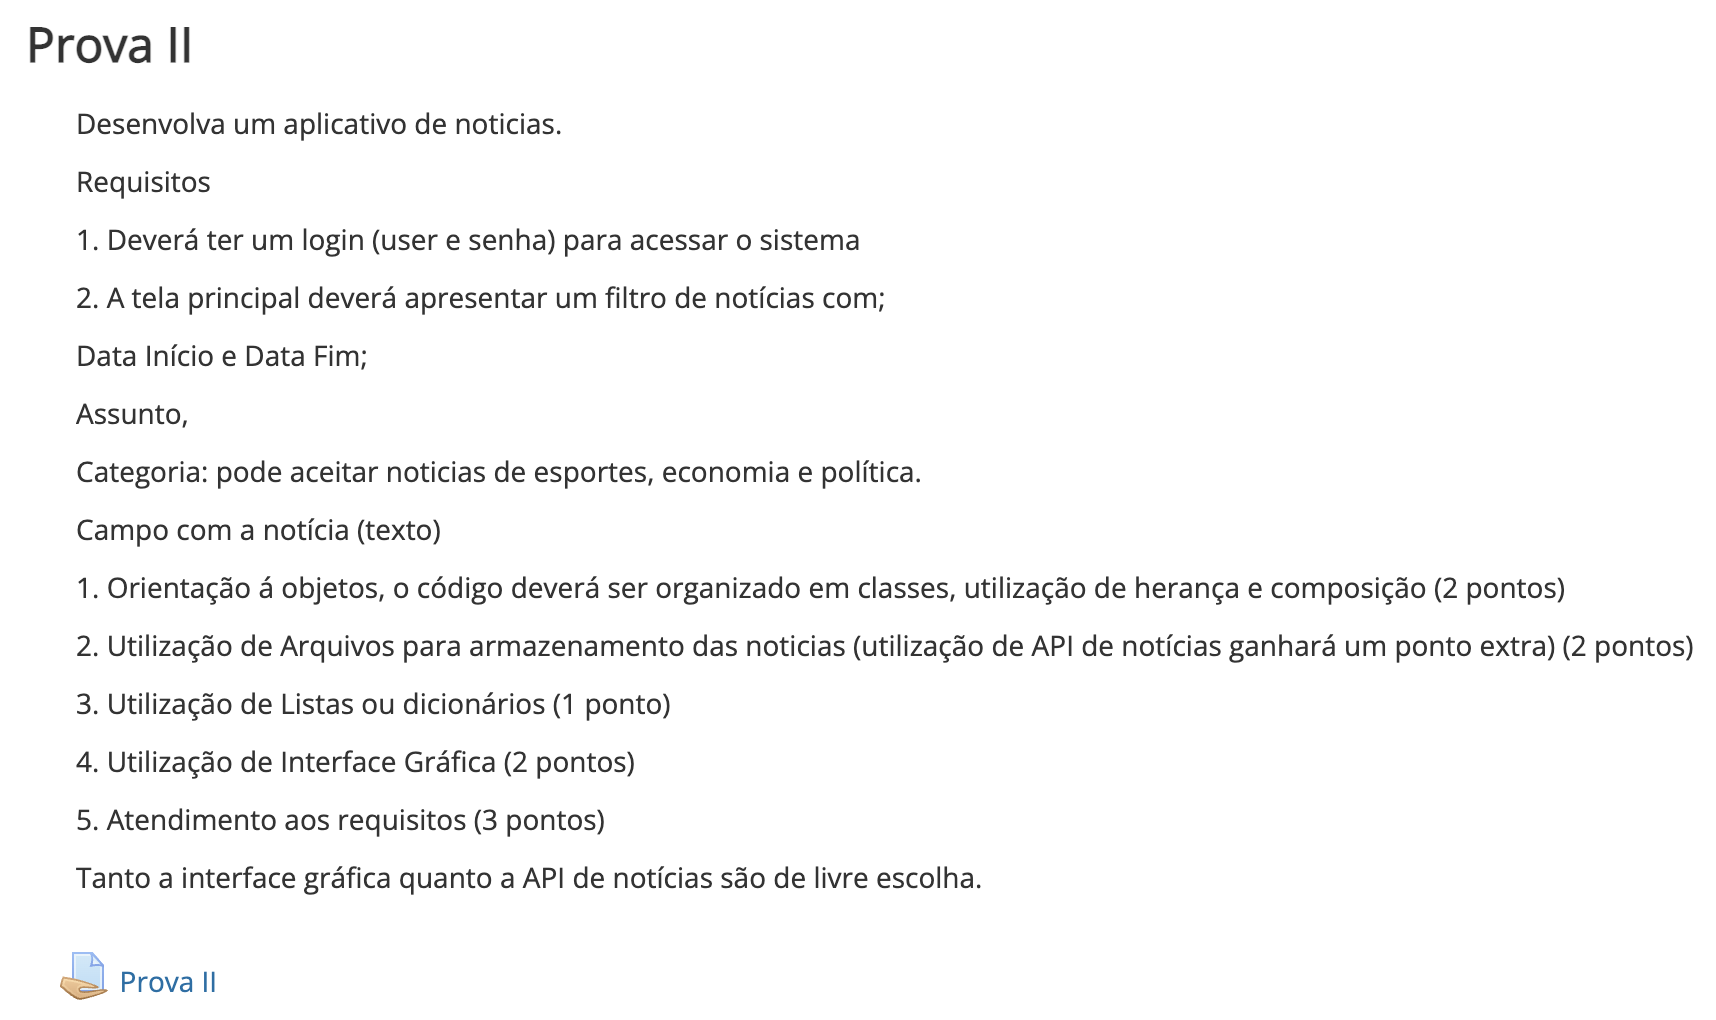 Prova II
Desenvolva um aplicativo de noticias.
Requisitos
1. Deverá ter um login (user e senha) para acessar o sistema
2. A tela principal deverá apresentar um filtro de notícias com;
Data Início e Data Fim;
Assunto,
Categoria: pode aceitar noticias de esportes, economia e política.
Campo com a notícia (texto)
1. Orientação á objetos, o código deverá ser organizado em classes, utilização de herança e composição (2 pontos)
2. Utilização de Arquivos para armazenamento das noticias (utilização de API de notícias ganhará um ponto extra) (2 pontos)
3. Utilização de Listas ou dicionários (1 ponto)
4. Utilização de Interface Gráfica (2 pontos)
5. Atendimento aos requisitos (3 pontos)
Tanto a interface gráfica quanto a API de notícias são de livre escolha.
Prova II